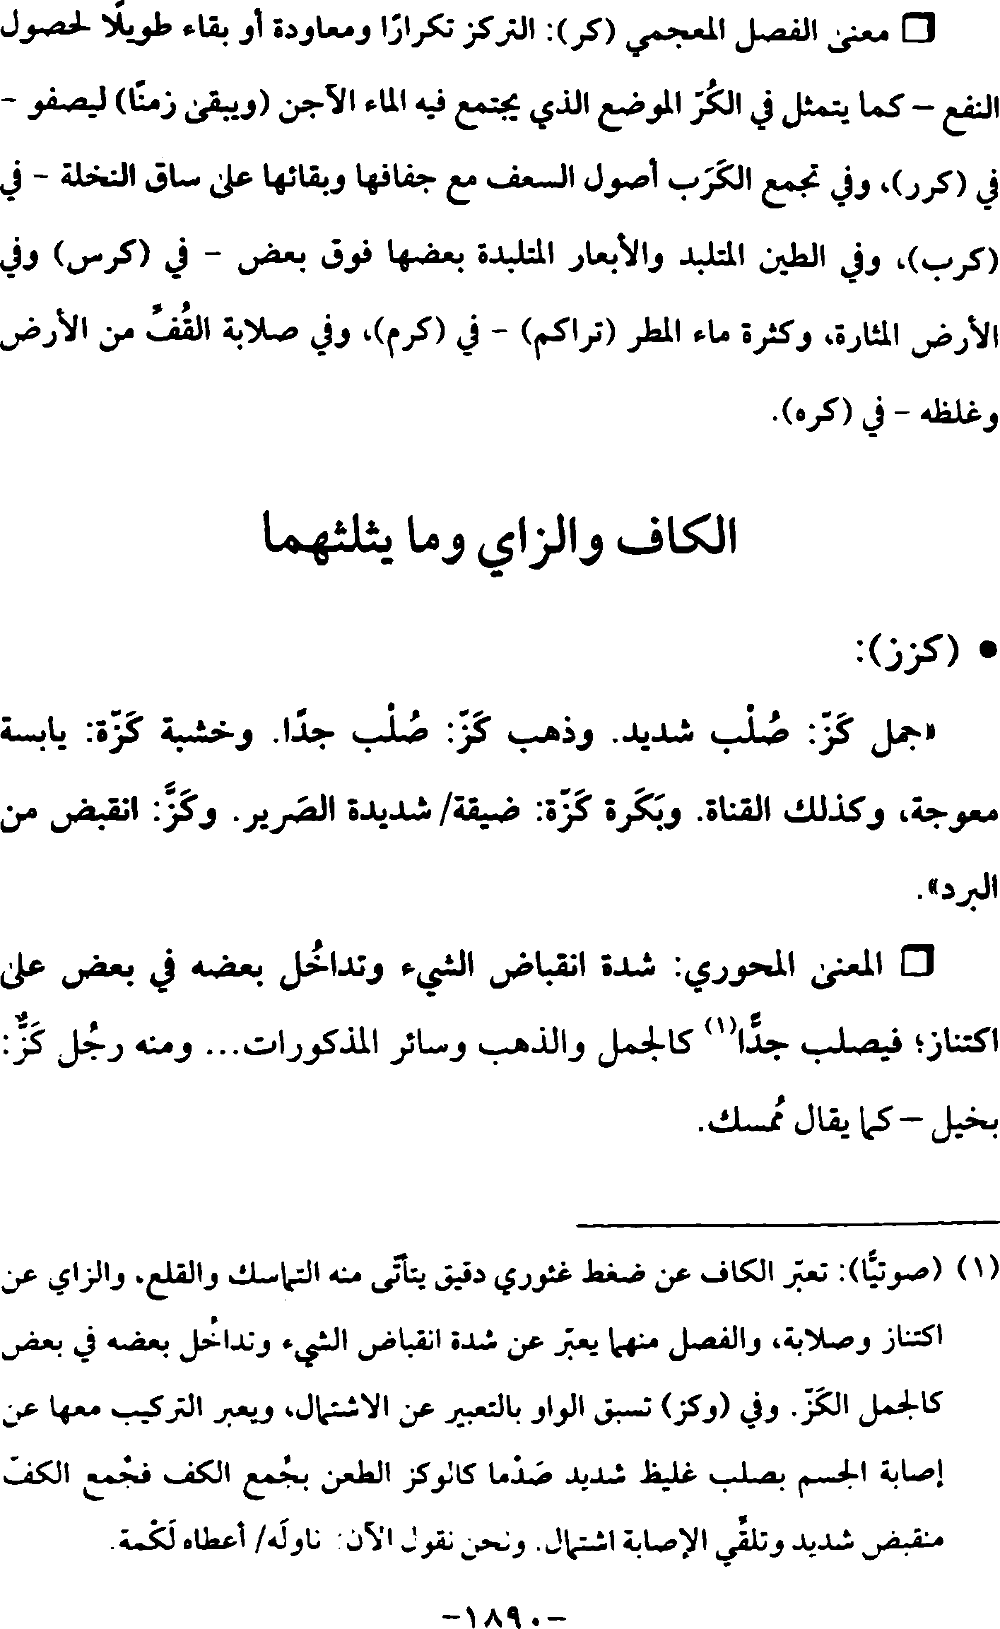 ❒ معنى الفصل المعجمي (كر): التركز تكرارًا ومعاودة أو بقاء طويلًا لحصول
النفع – كما يتمثل في الكُرّ الموضع الذي يجتمع فيه الماء الآجن (ويبقى زمنًا) ليصفو –
في (كرر)، وفي تجمع الكَرَب أصول السعف مع جفافها وبقائها على ساق النخلة – في
(كرب)، وفي الطين المتلبد والأبعار المتلبدة بعضها فوق بعض – في (كرس) وفي
الأرض المثارة، وكثرة ماء المطر (تراكم) – في (كرم)، وفي صلابة القُفّ من الأرض
وغلظه – في (كره).
الكاف والزاي وما يثلثهما
• (كزز):
«جمل كَزّ: صُلْب شديد. وذهب كَزّ: صُلْب جدًّا. وخشبة كَزّة: يابسة
معوجة، وكذلك القناة. وبَكَرة كَزّة: ضيقة/ شديدة الصَرير. وكَزَّ: انقبض من
البرد».
❒ المعنى المحوري: شدة انقباض الشيء وتداخُل بعضه في بعض على
اكتناز؛ فيصلب جدًّا(١) كالجمل والذهب وسائر المذكورات... ومنه رجُل كَزٌّ:
بخيل – كما يقال مُمسك.
(١) (صوتيًّا): تعبّر الكاف عن ضغط غئوري دقيق يتأتّى منه التماسك والقلع، والزاي عن
اكتناز وصلابة، والفصل منهما يعبّر عن شدة انقباض الشيء وتداخُل بعضه في بعض
كالجمل الكَزّ. وفي (وكز) تسبق الواو بالتعبير عن الاشتمال، ويعبر التركيب معها عن
إصابة الجسم بصلب غليظ شديد صَدْما كالوكز الطعن بجُمع الكف فجُمع الكفّ
منقبض شديد وتلقَّي الإصابة اشتمال. ونحن نقول الآن: ناولَه/ أعطاه لَكْمة.
-١٨٩٠-